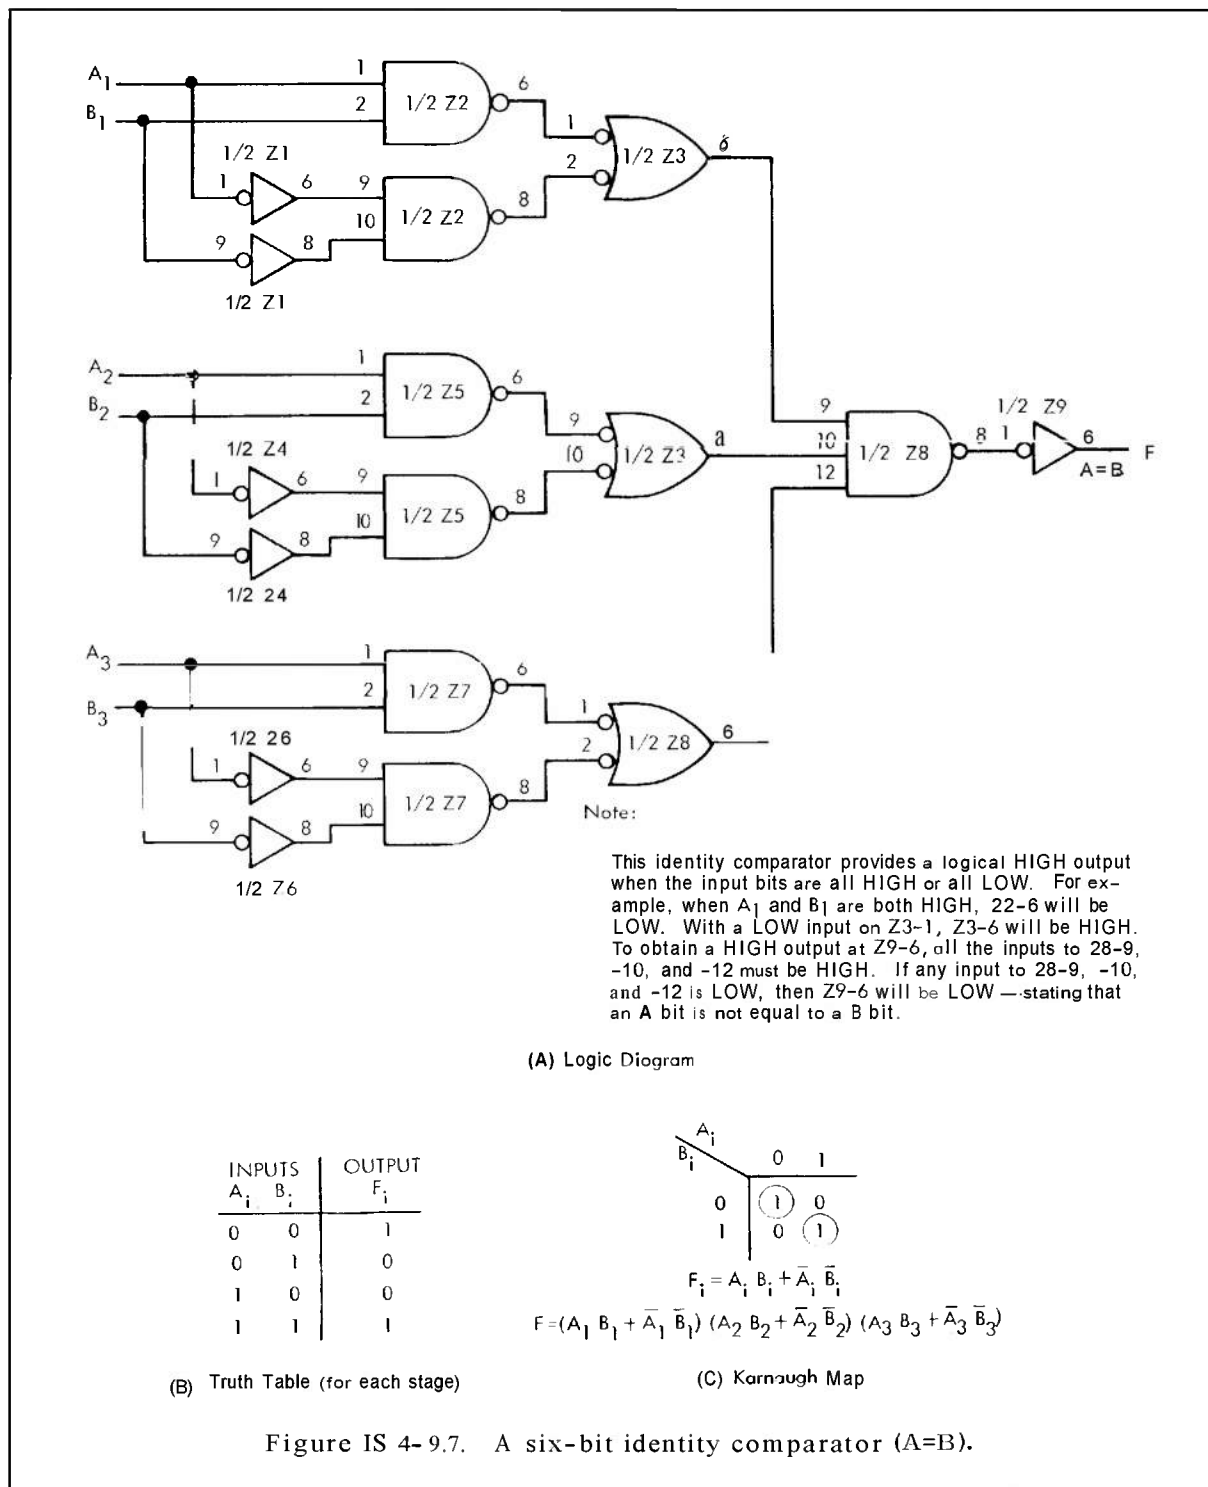 A1
1
6
1/2 Z2
B1
2
1/2 Z1
1
6
9
1/2 Z2
10
8
9
8
1/2 Z1
1
2
1/2 Z3
A2
1
6
1/2 Z5
B2
2
1/2 Z4
1
6
9
1/2 Z5
10
8
9
8
1/2 24
9
10
1/2 Z3
a
9
10
12
1/2 Z8
8
1/2 Z9
1
6
A=B
F
A3
1
6
1/2 Z7
B3
2
1/2 26
1
6
9
1/2 Z7
10
8
9
8
1/2 76
1
2
1/2 Z8
6
Note:
This identity comparator provides a logical HIGH output
when the input bits are all HIGH or all LOW. For ex-
ample, when A1 and B1 are both HIGH, 22-6 will be
LOW. With a LOW input on Z3-1, Z3-6 will be HIGH.
To obtain a HIGH output at Z9-6, all the inputs to 28-9,
-10, and -12 must be HIGH. If any input to 28-9, -10,
and -12 is LOW, then Z9-6 will be LOW — stating that
an A bit is not equal to a B bit.
(A) Logic Diogram
INPUTS OUTPUT
Ai Bi Fi
0 0 1
0 1 0
1 0 0
1 1 1
(B) Truth Table (for each stage)
Ai
Bi 0 1
0 1 0
1 0 1
Fi = Ai Bi + Āi B̄i
F=(A1 B1 + Ā1 B̄1) (A2 B2 + Ā2 B̄2) (A3 B3 + Ā3 B̄3)
(C) Karnaugh Map
Figure IS 4-9.7. A six-bit identity comparator (A=B).